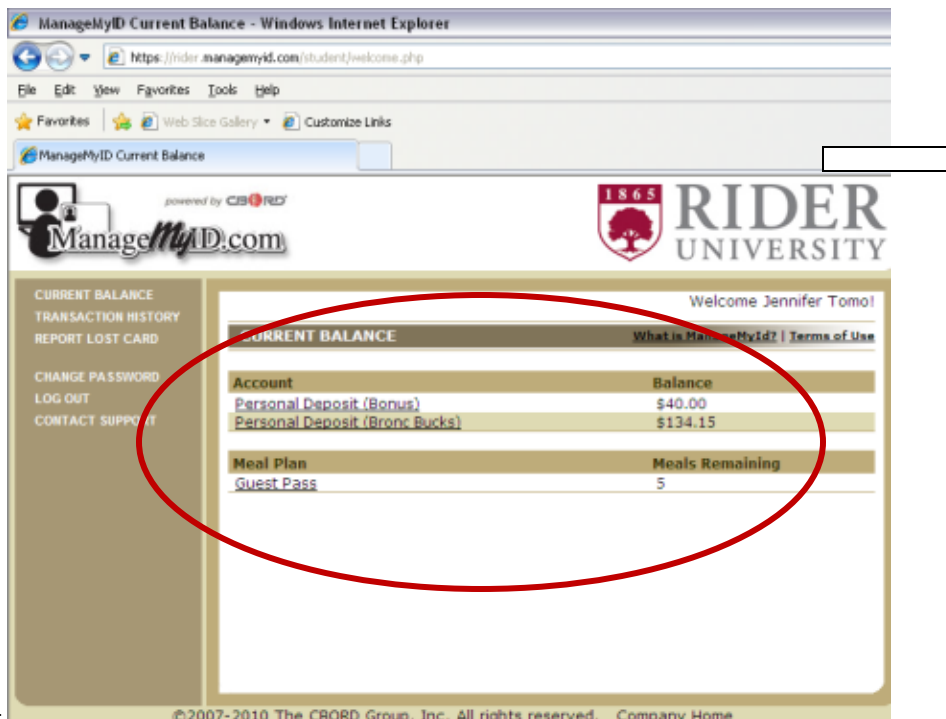 ManageMyID Current Balance - Windows Internet Explorer
https://rider.managemyid.com/student/welcome.php
File Edit View Favorites Tools Help
Favorites Web Slice Gallery Customize Links
ManageMyID Current Balance
powered by CBORD
ManageMyID.com
1865
RIDER
UNIVERSITY
CURRENT BALANCE
TRANSACTION HISTORY
REPORT LOST CARD
CHANGE PASSWORD
LOG OUT
CONTACT SUPPORT
Welcome Jennifer Tomo!
CURRENT BALANCE What is ManageMyId? | Terms of Use
Account Balance
Personal Deposit (Bonus) $40.00
Personal Deposit (Bronc Bucks) $134.15
Meal Plan Meals Remaining
Guest Pass 5
©2007-2010 The CBORD Group, Inc. All rights reserved. Company Home